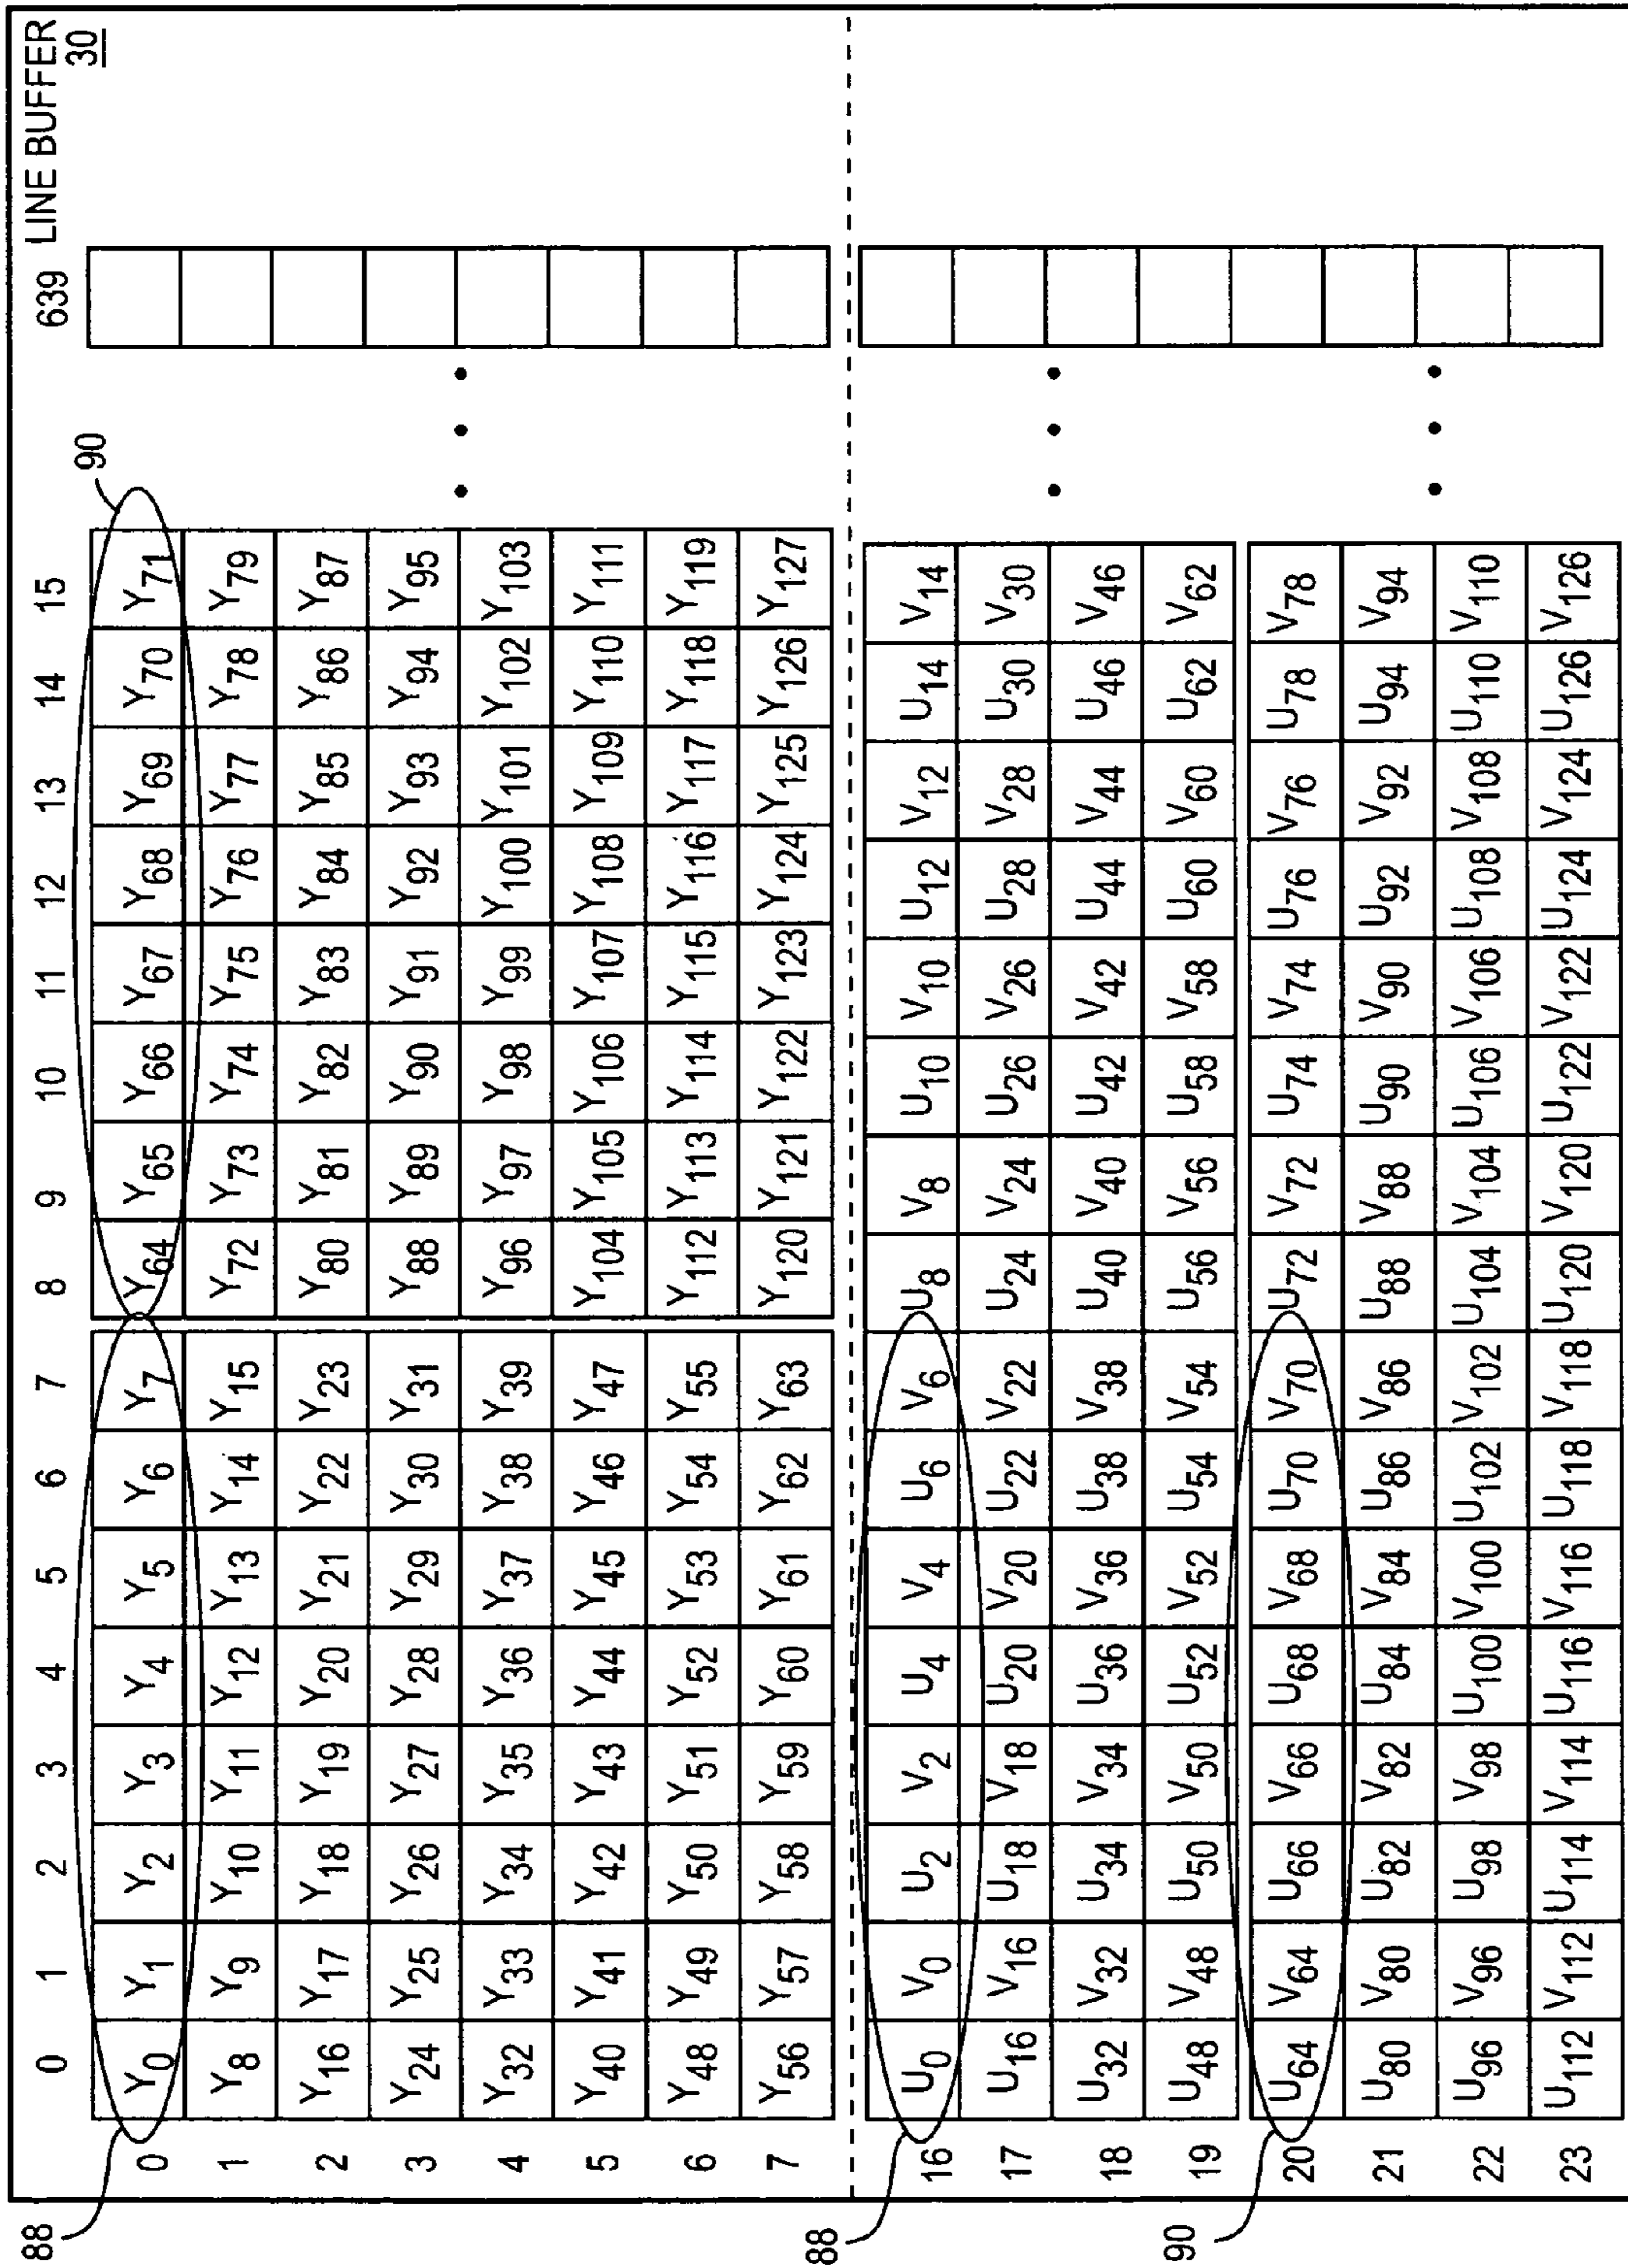 LINE BUFFER
30
0 1 2 3 4 5 6 7 8 9 10 11 12 13 14 15 639
88
90
0 Y0 Y1 Y2 Y3 Y4 Y5 Y6 Y7 Y64 Y65 Y66 Y67 Y68 Y69 Y70 Y71
1 Y8 Y9 Y10 Y11 Y12 Y13 Y14 Y15 Y72 Y73 Y74 Y75 Y76 Y77 Y78 Y79
2 Y16 Y17 Y18 Y19 Y20 Y21 Y22 Y23 Y80 Y81 Y82 Y83 Y84 Y85 Y86 Y87
3 Y24 Y25 Y26 Y27 Y28 Y29 Y30 Y31 Y88 Y89 Y90 Y91 Y92 Y93 Y94 Y95
4 Y32 Y33 Y34 Y35 Y36 Y37 Y38 Y39 Y96 Y97 Y98 Y99 Y100 Y101 Y102 Y103
5 Y40 Y41 Y42 Y43 Y44 Y45 Y46 Y47 Y104 Y105 Y106 Y107 Y108 Y109 Y110 Y111
6 Y48 Y49 Y50 Y51 Y52 Y53 Y54 Y55 Y112 Y113 Y114 Y115 Y116 Y117 Y118 Y119
7 Y56 Y57 Y58 Y59 Y60 Y61 Y62 Y63 Y120 Y121 Y122 Y123 Y124 Y125 Y126 Y127
88
16 U0 V0 U2 V2 U4 V4 U6 V6 U8 V8 U10 V10 U12 V12 U14 V14
17 U16 V16 U18 V18 U20 V20 U22 V22 U24 V24 U26 V26 U28 V28 U30 V30
18 U32 V32 U34 V34 U36 V36 U38 V38 U40 V40 U42 V42 U44 V44 U46 V46
19 U48 V48 U50 V50 U52 V52 U54 V54 U56 V56 U58 V58 U60 V60 U62 V62
90
20 U64 V64 U66 V66 U68 V68 U70 V70 U72 V72 U74 V74 U76 V76 U78 V78
21 U80 V80 U82 V82 U84 V84 U86 V86 U88 V88 U90 V90 U92 V92 U94 V94
22 U96 V96 U98 V98 U100 V100 U102 V102 U104 V104 U106 V106 U108 V108 U110 V110
23 U112 V112 U114 V114 U116 V116 U118 V118 U120 V120 U122 V122 U124 V124 U126 V126